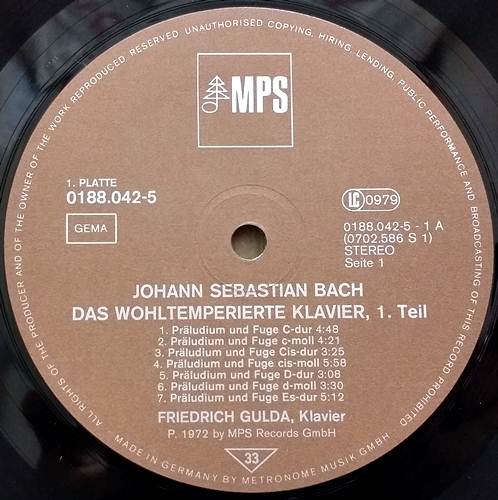 ALL RIGHTS OF THE PRODUCER AND OF THE OWNER OF THE WORK REPRODUCED RESERVED UNAUTHORISED COPYING, HIRING, LENDING, PUBLIC PERFORMANCE AND BROADCASTING OF THIS RECORD PROHIBITED
MPS
1. PLATTE
0188.042-5
GEMA
LC 0979
0188.042-5 - 1 A
(0702.586 S 1)
STEREO
Seite 1
JOHANN SEBASTIAN BACH
DAS WOHLTEMPERIERTE KLAVIER, 1. Teil
1. Präludium und Fuge C-dur 4:48
2. Präludium und Fuge c-moll 4:21
3. Präludium und Fuge Cis-dur 3:25
4. Präludium und Fuge cis-moll 5:58
5. Präludium und Fuge D-dur 3:08
6. Präludium und Fuge d-moll 3:30
7. Präludium und Fuge Es-dur 5:12
FRIEDRICH GULDA, Klavier
P. 1972 by MPS Records GmbH
33
MADE IN GERMANY BY METRONOME MUSIK GMBH